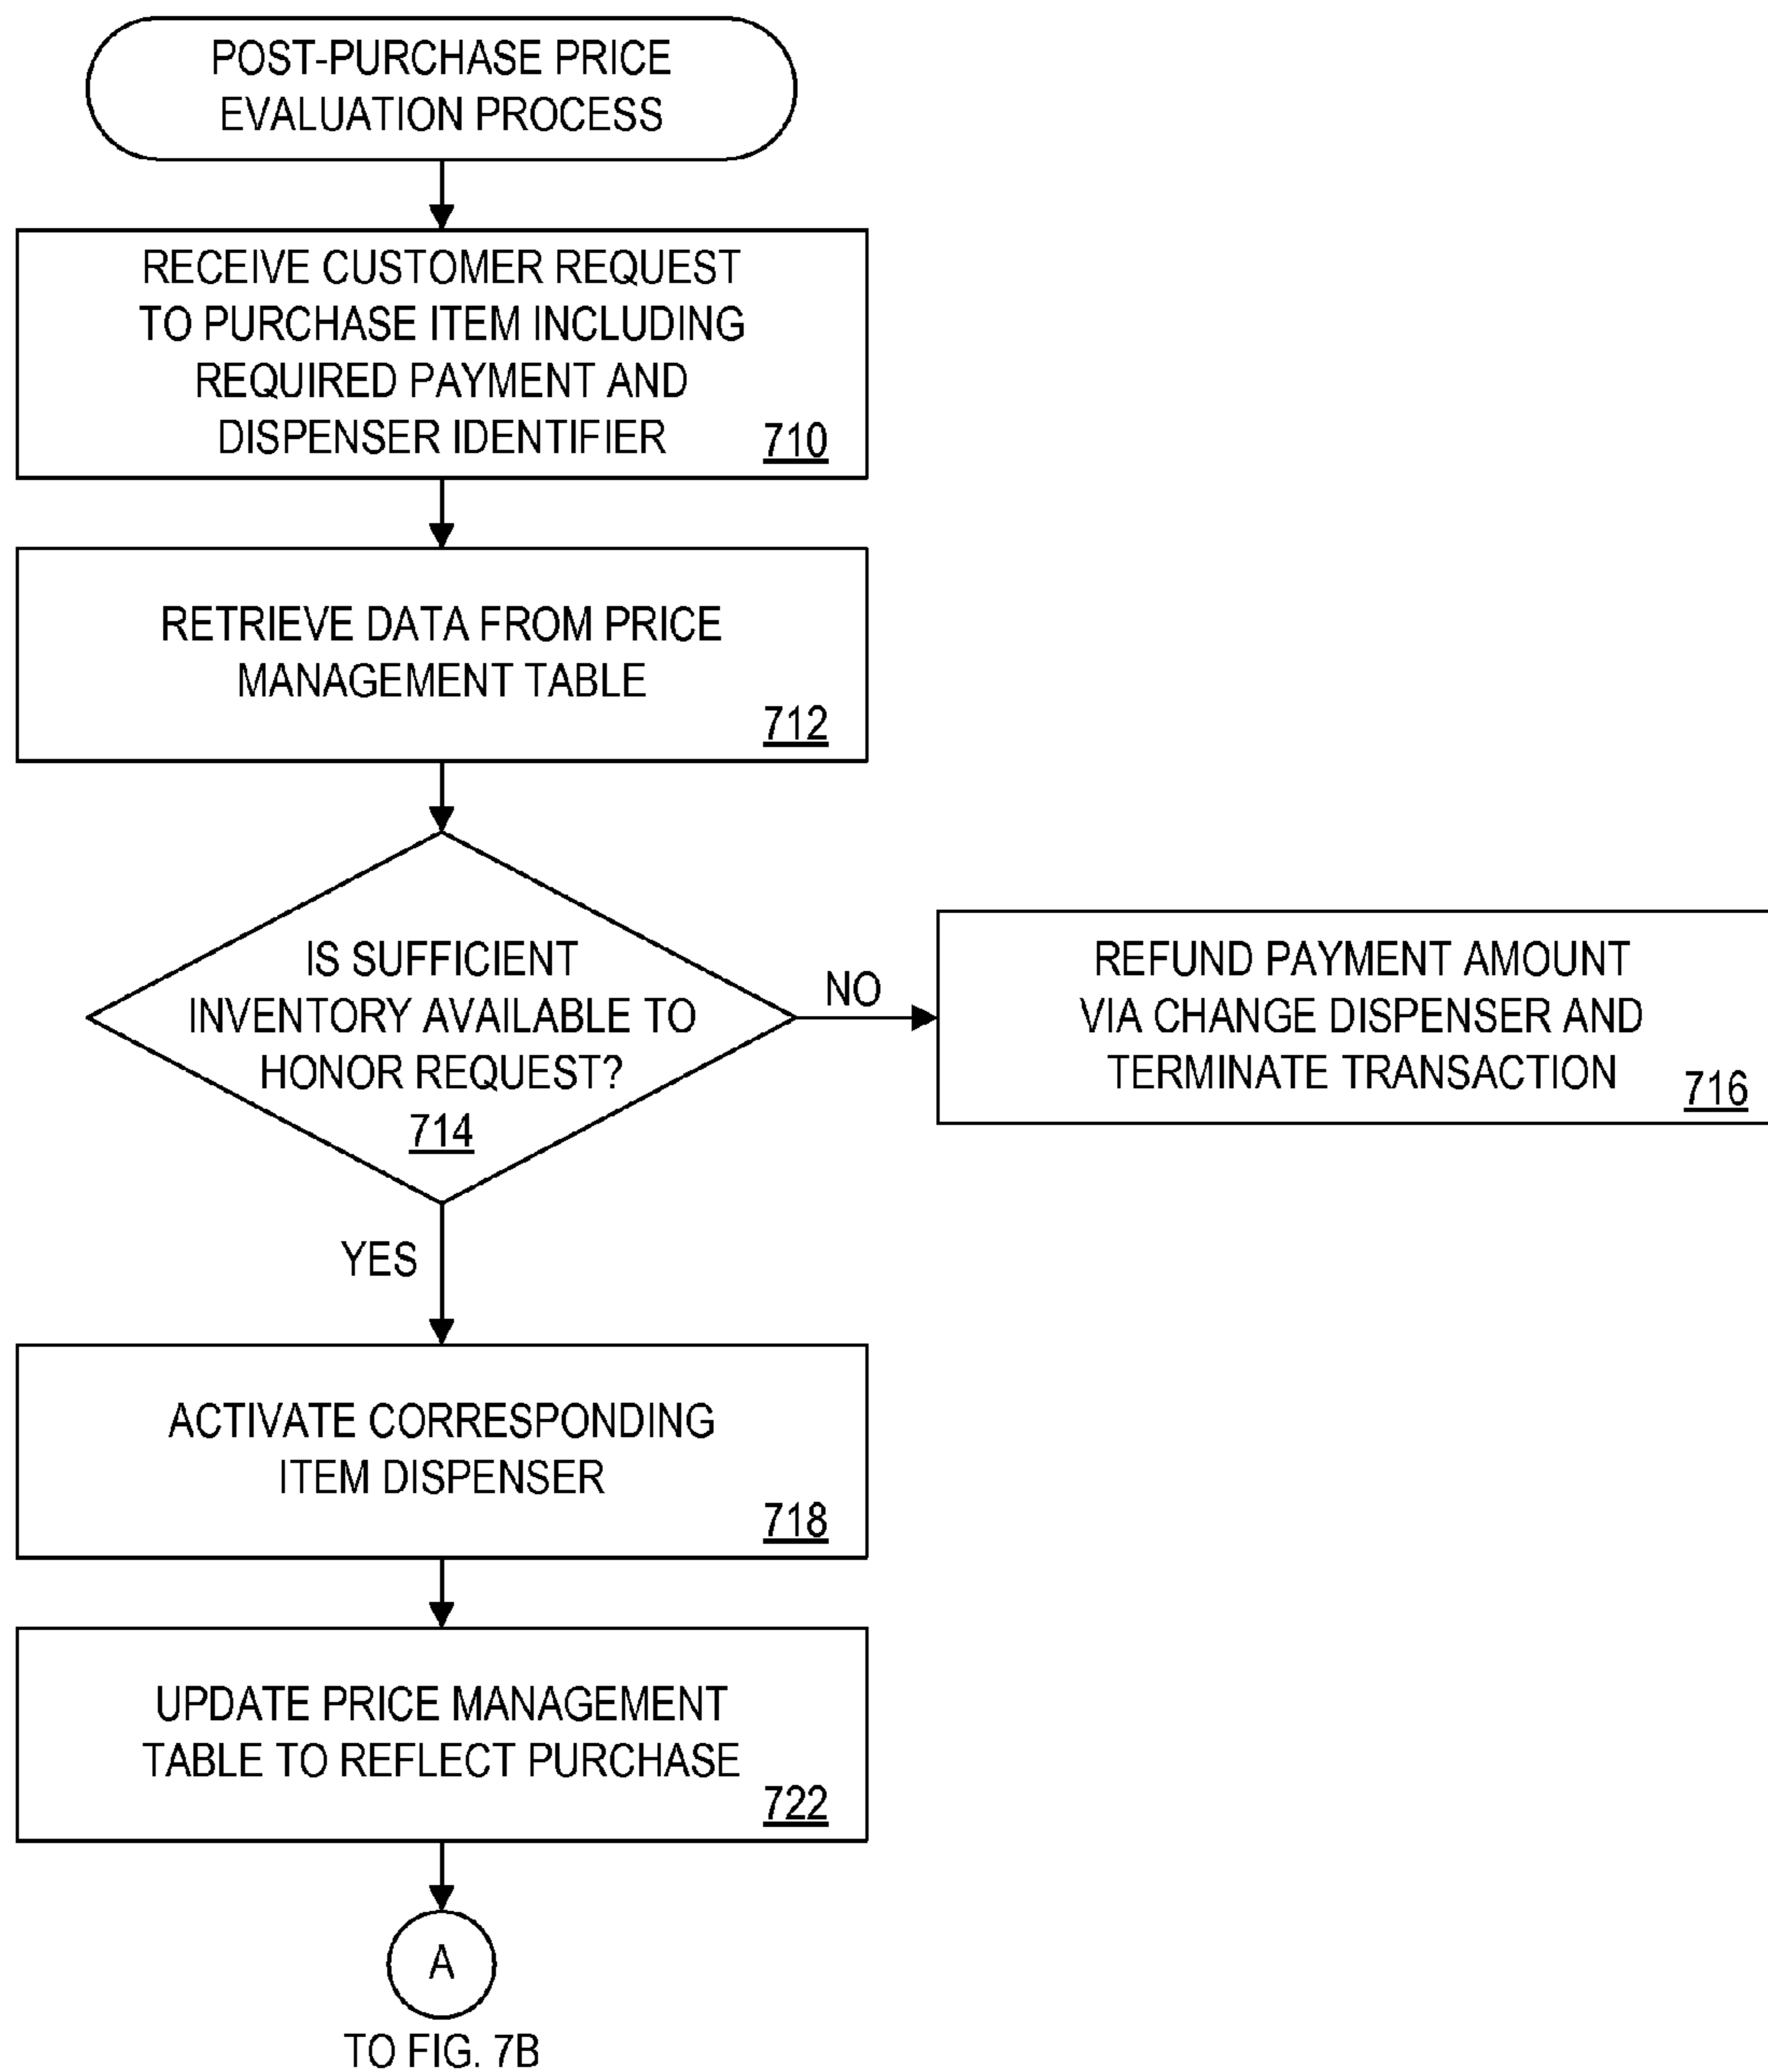 POST-PURCHASE PRICE
EVALUATION PROCESS
RECEIVE CUSTOMER REQUEST
TO PURCHASE ITEM INCLUDING
REQUIRED PAYMENT AND
DISPENSER IDENTIFIER
710
RETRIEVE DATA FROM PRICE
MANAGEMENT TABLE
712
IS SUFFICIENT
INVENTORY AVAILABLE TO
HONOR REQUEST?
714
NO
REFUND PAYMENT AMOUNT
VIA CHANGE DISPENSER AND
TERMINATE TRANSACTION
716
YES
ACTIVATE CORRESPONDING
ITEM DISPENSER
718
UPDATE PRICE MANAGEMENT
TABLE TO REFLECT PURCHASE
722
A
TO FIG. 7B